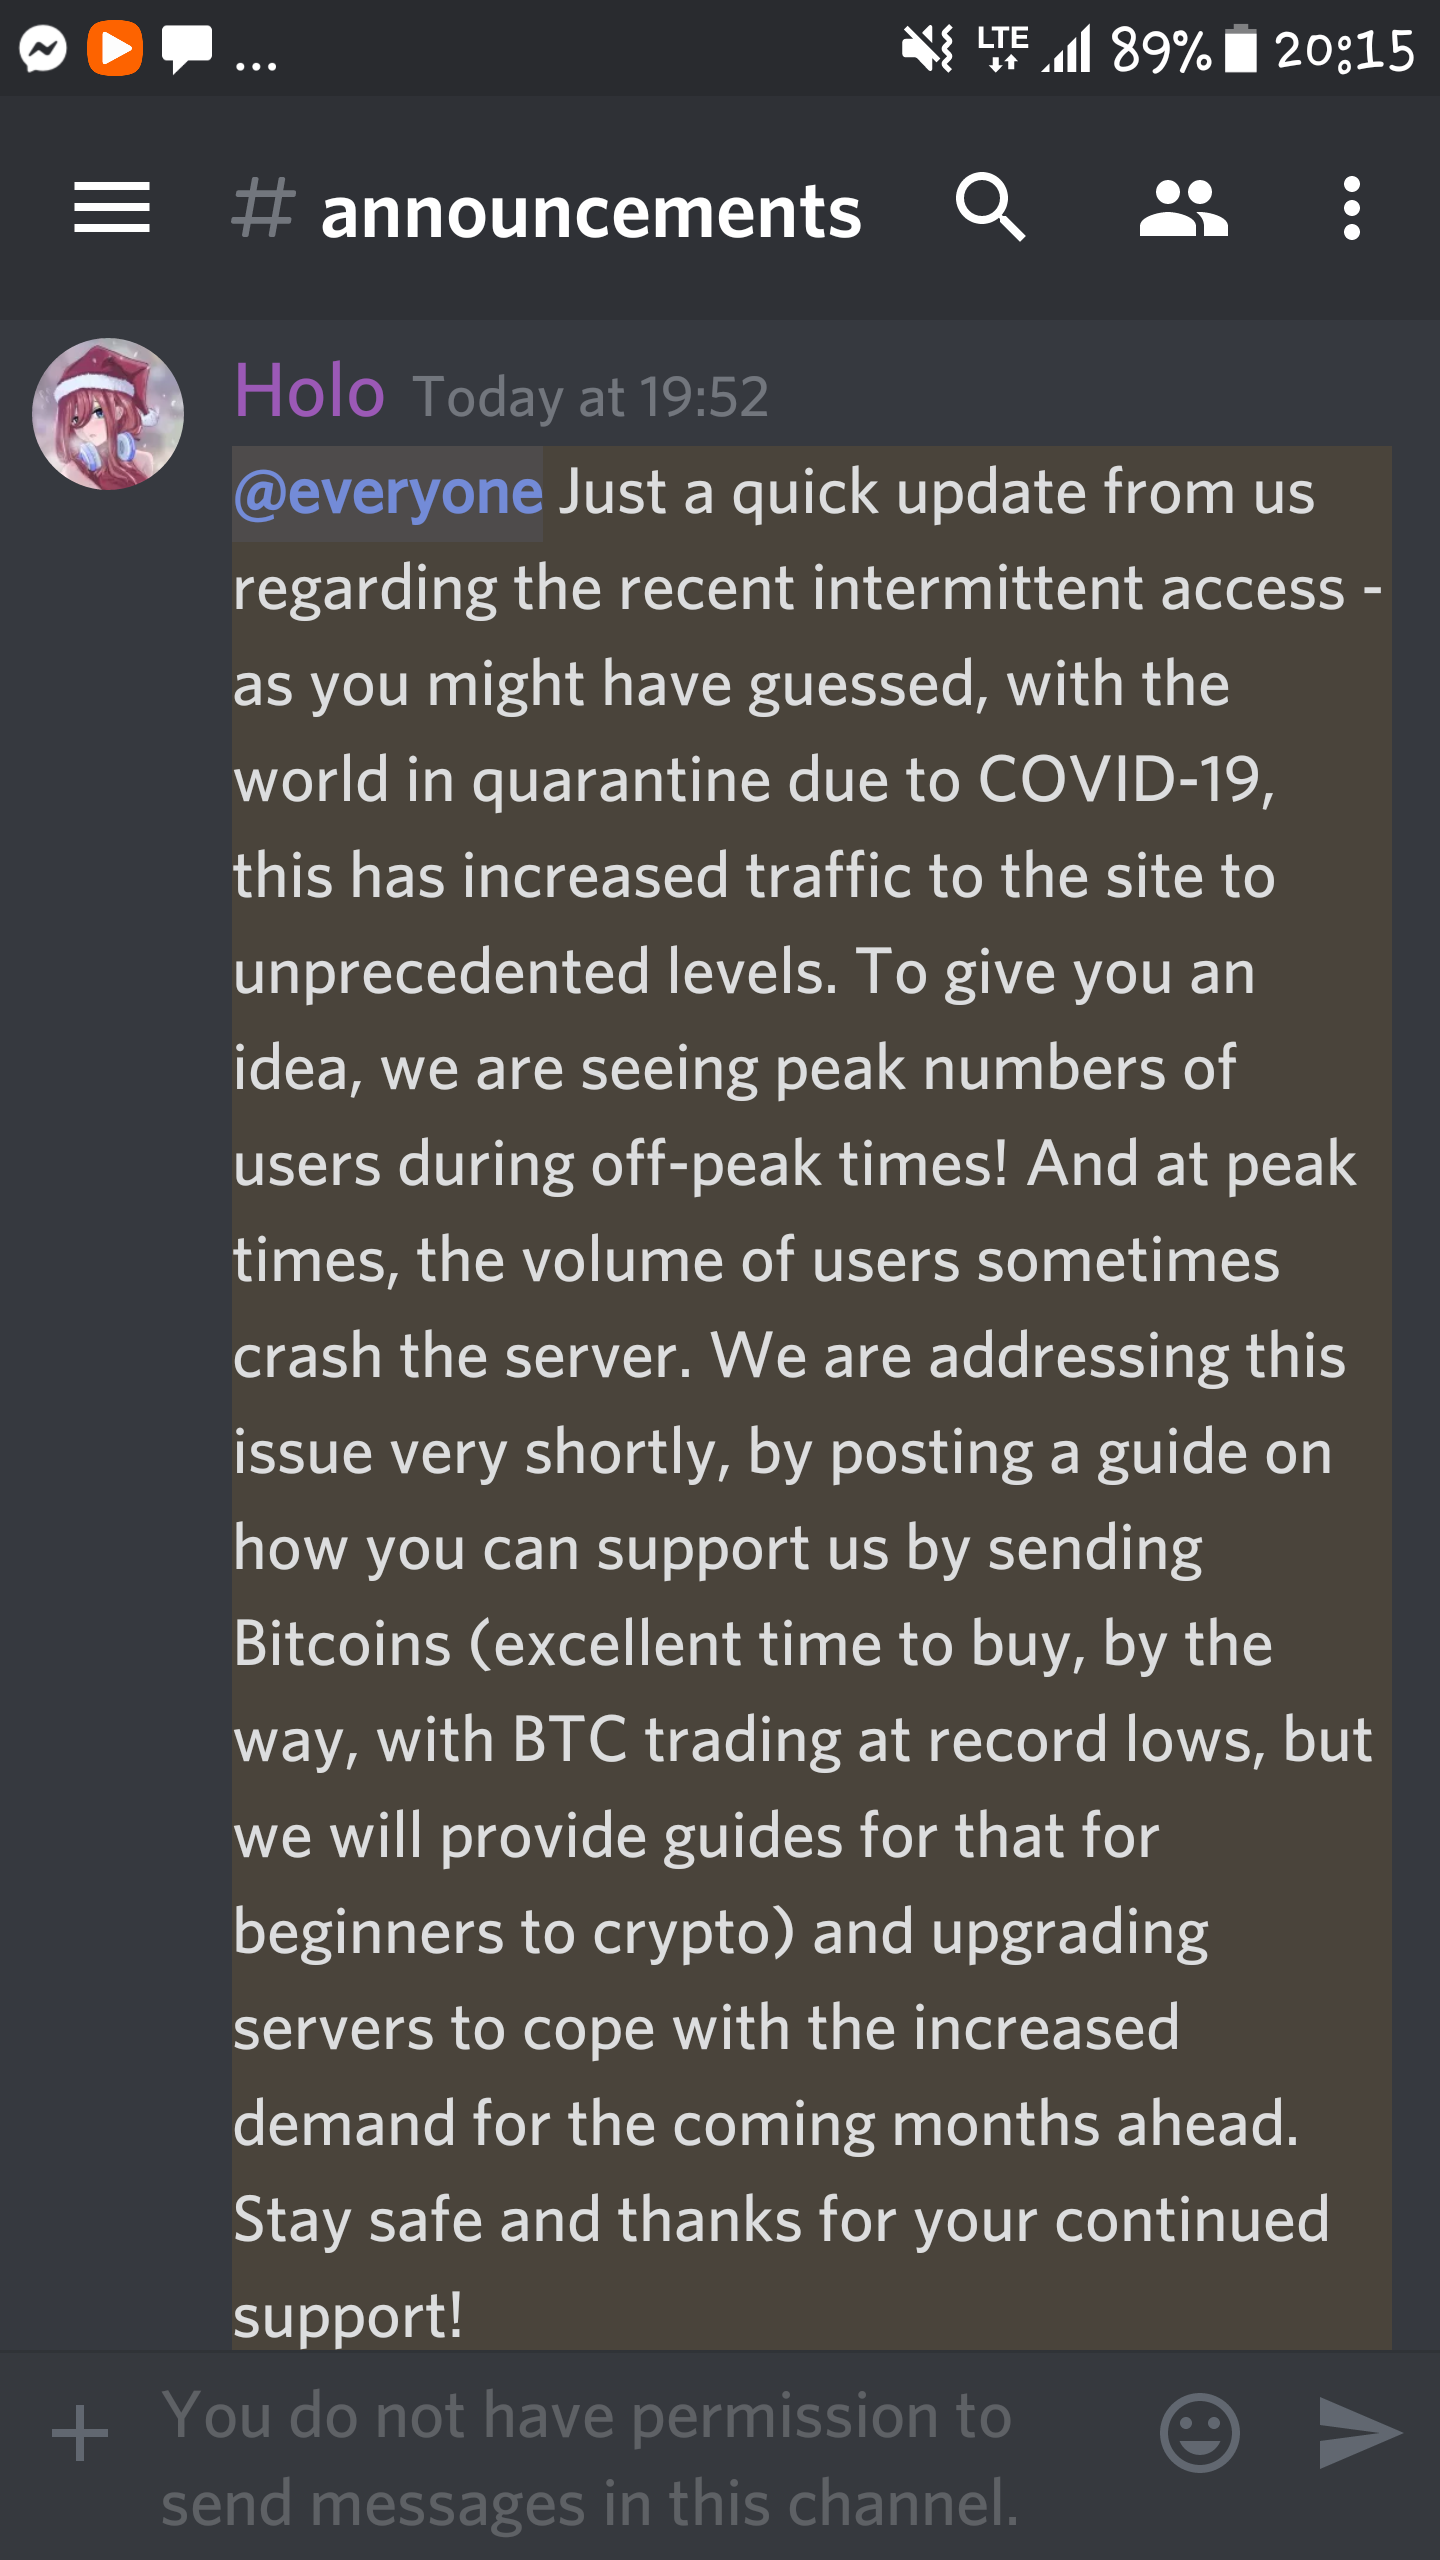 ...
LTE 89% 20:15
# announcements
Holo Today at 19:52
@everyone Just a quick update from us
regarding the recent intermittent access -
as you might have guessed, with the
world in quarantine due to COVID-19,
this has increased traffic to the site to
unprecedented levels. To give you an
idea, we are seeing peak numbers of
users during off-peak times! And at peak
times, the volume of users sometimes
crash the server. We are addressing this
issue very shortly, by posting a guide on
how you can support us by sending
Bitcoins (excellent time to buy, by the
way, with BTC trading at record lows, but
we will provide guides for that for
beginners to crypto) and upgrading
servers to cope with the increased
demand for the coming months ahead.
Stay safe and thanks for your continued
support!
You do not have permission to
send messages in this channel.